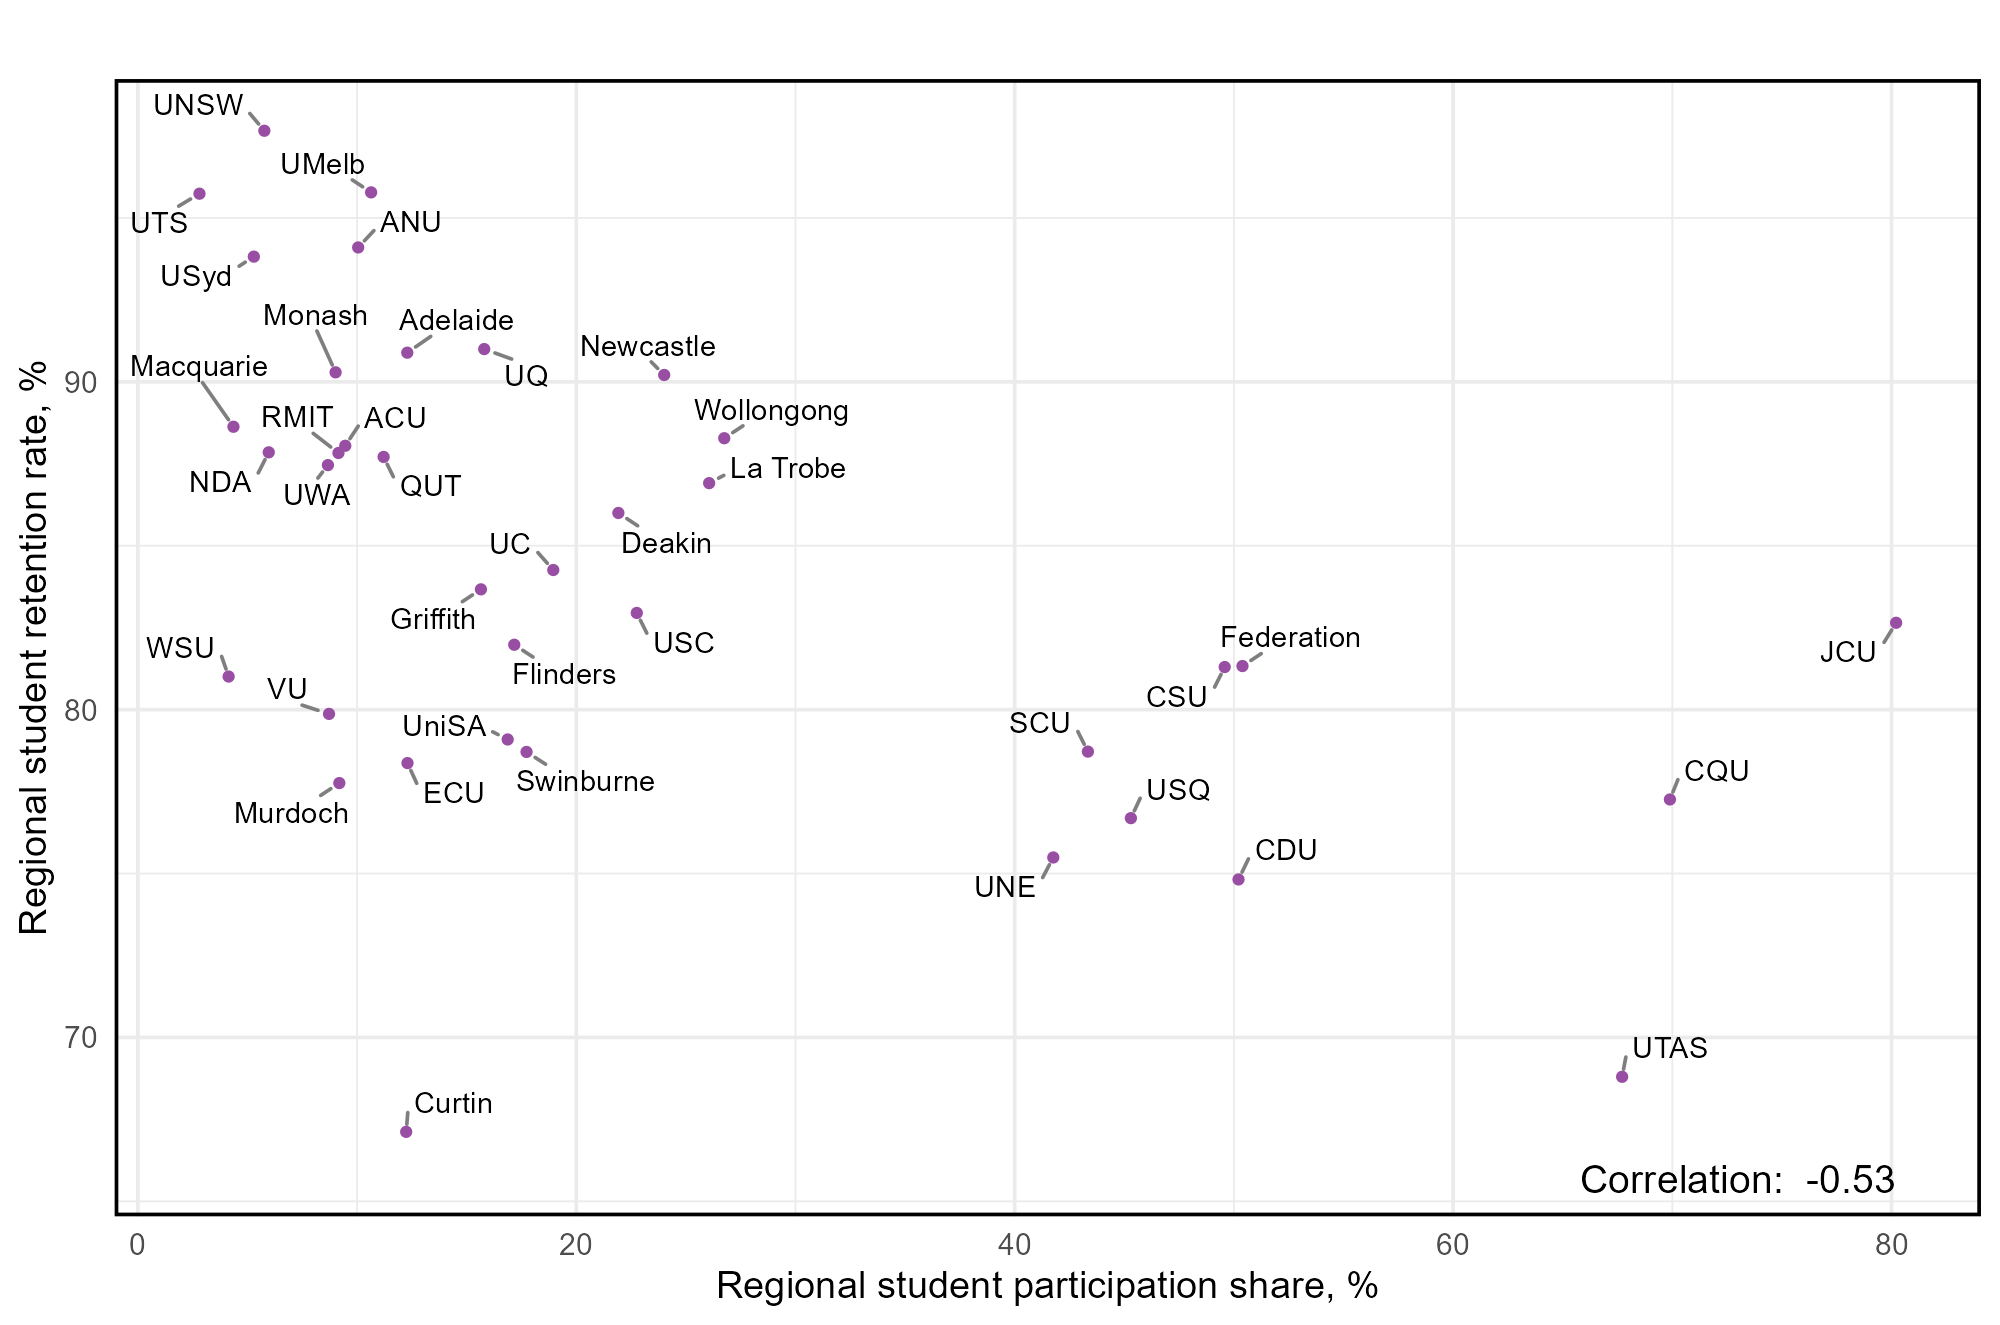 UNSW
UMelb
UTS
ANU
USyd
Monash
Adelaide
Newcastle
Macquarie
UQ
RMIT
ACU
Wollongong
La Trobe
NDA
UWA
QUT
UC
Deakin
Griffith
USC
Federation
WSU
JCU
Flinders
VU
CSU
UniSA
SCU
Swinburne
CQU
ECU
USQ
Murdoch
CDU
UNE
UTAS
Curtin
Correlation: -0.53
90
80
70
0
20
40
60
80
Regional student participation share, %
Regional student retention rate, %